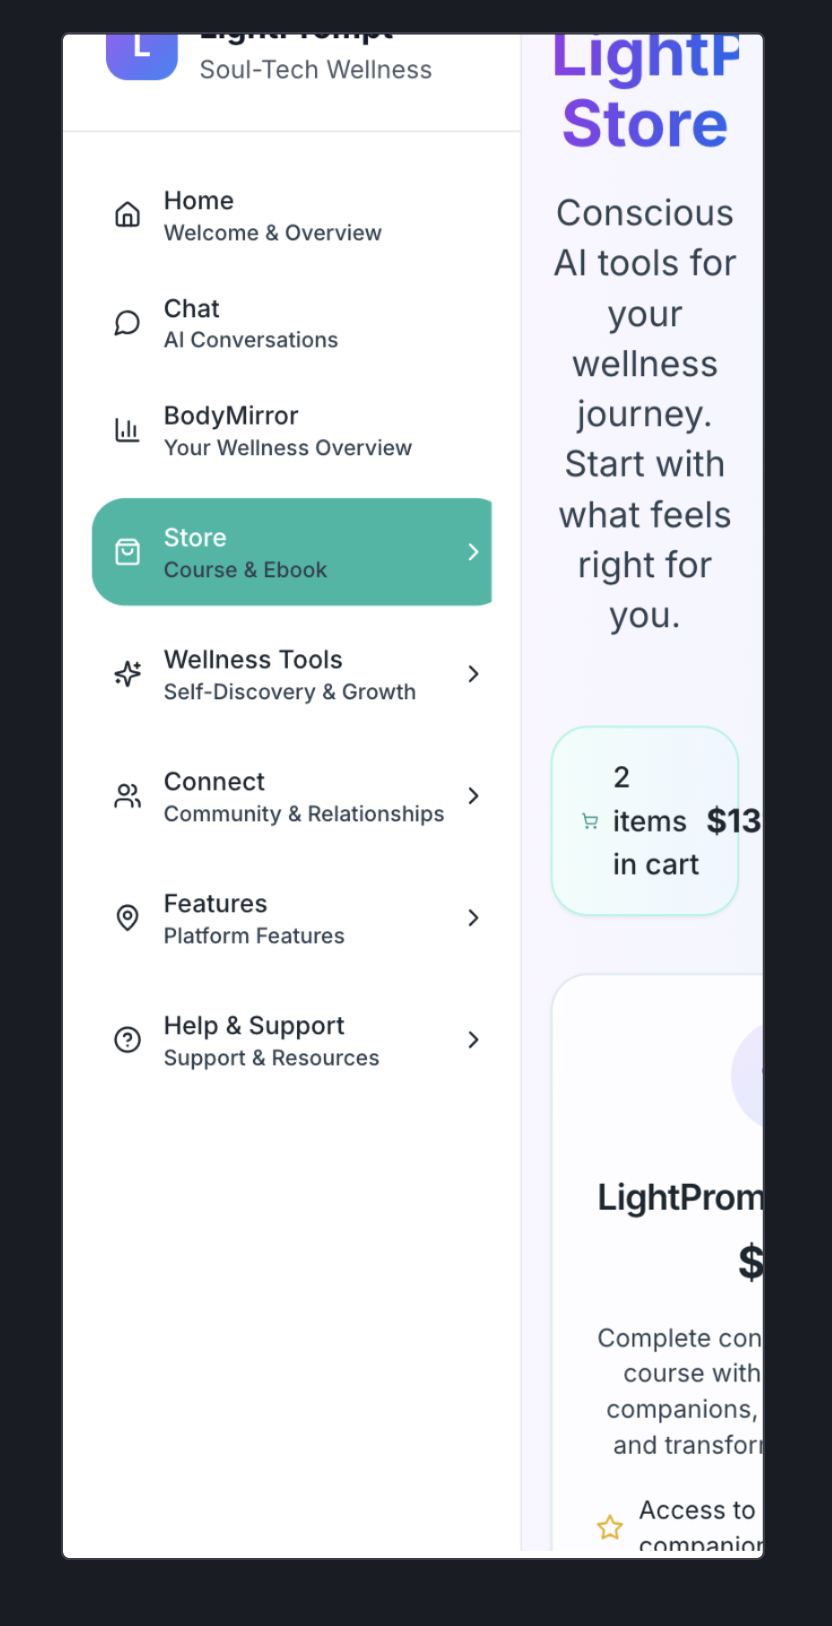 L
LightPrompt
Soul-Tech Wellness
Home
Welcome & Overview
Chat
AI Conversations
BodyMirror
Your Wellness Overview
Store
Course & Ebook
Wellness Tools
Self-Discovery & Growth
Connect
Community & Relationships
Features
Platform Features
Help & Support
Support & Resources
LightP
Store
Conscious
AI tools for
your
wellness
journey.
Start with
what feels
right for
you.
2
items
in cart
$13
LightProm
$
Complete con
course with
companions,
and transfor
Access to
companion